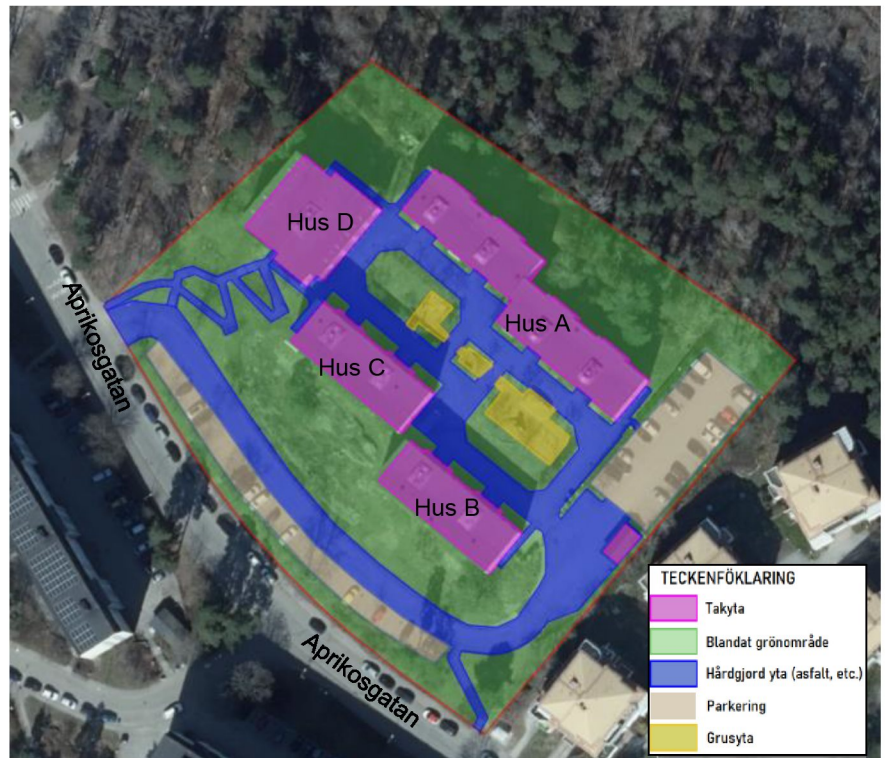 Hus D
Hus A
Aprikosgatan
Hus C
Hus B
Aprikosgatan
TECKENFÖKLARING
Takyta
Blandat grönområde
Hårdgjord yta (asfalt, etc.)
Parkering
Grusyta